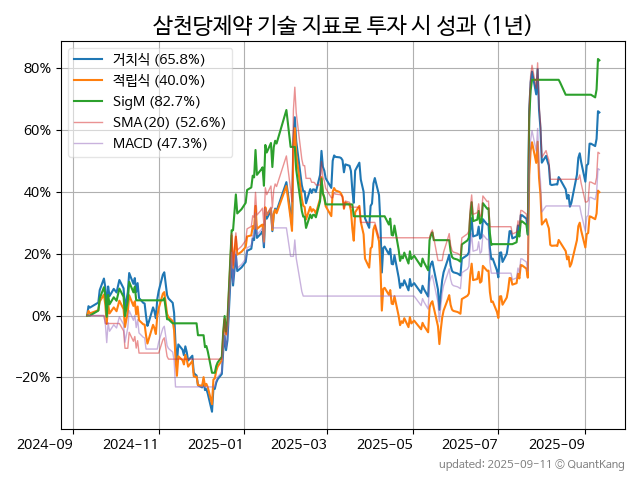 삼천당제약 기술 지표로 투자 시 성과 (1년)
거치식 (65.8%)
적립식 (40.0%)
SigM (82.7%)
SMA(20) (52.6%)
MACD (47.3%)
80%
60%
40%
20%
0%
−20%
2024-09 2024-11 2025-01 2025-03 2025-05 2025-07 2025-09
updated: 2025-09-11 © QuantKang